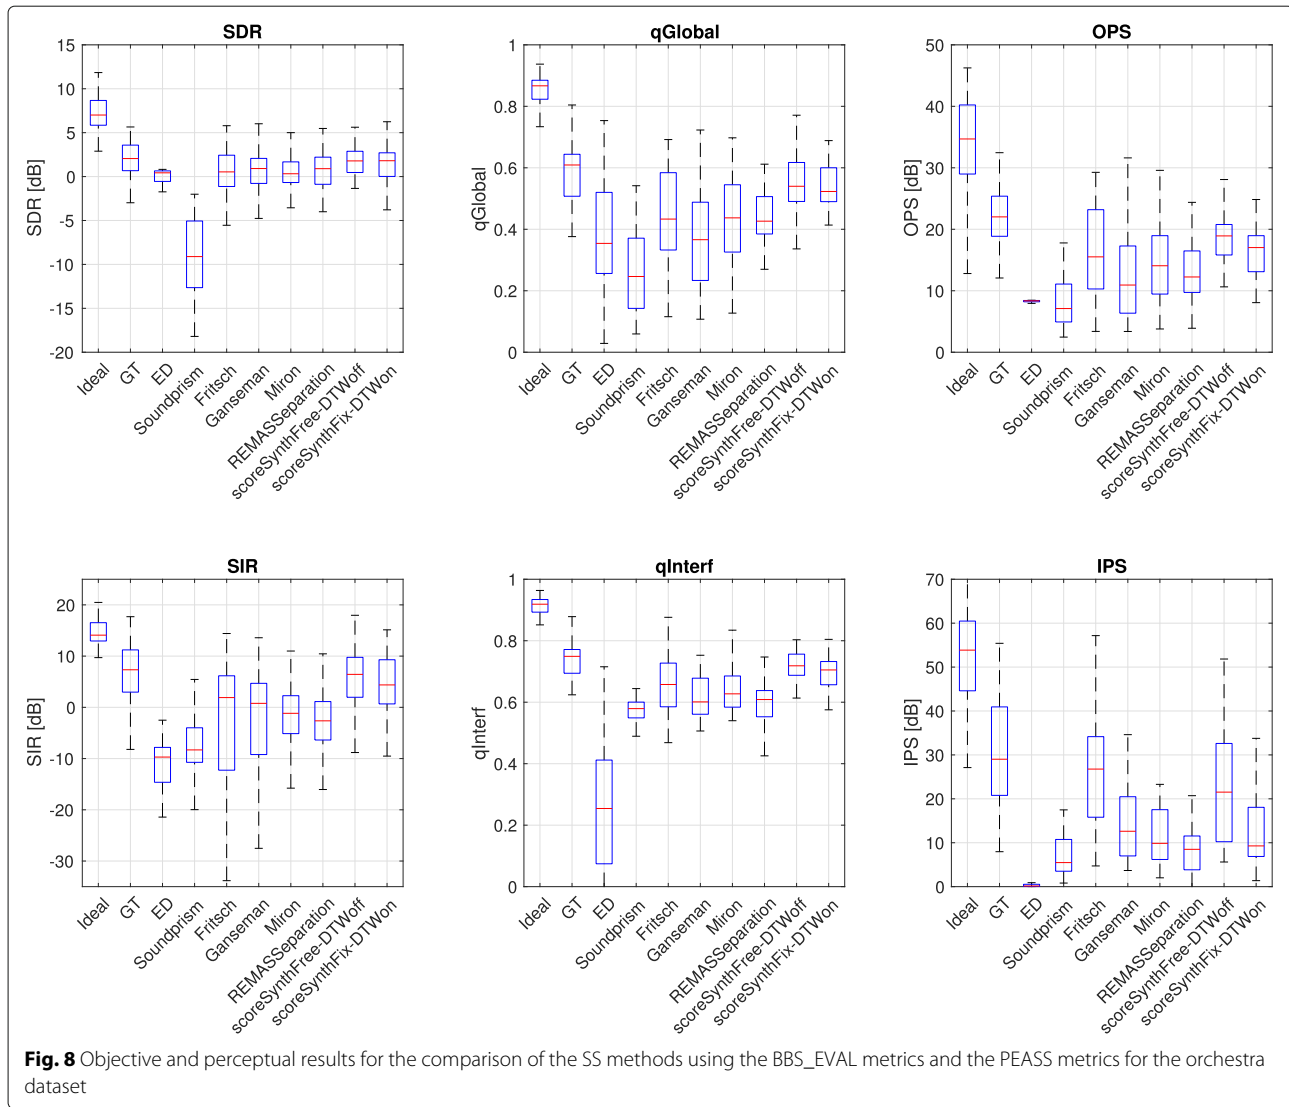 SDR
SDR [dB]
15
10
5
0
-5
-10
-15
-20
Ideal
GT
ED
Soundprism
Fritsch
Ganseman
Miron
REMASSeparation
scoreSynthFree-DTWoff
scoreSynthFix-DTWon
qGlobal
qGlobal
1
0.8
0.6
0.4
0.2
0
Ideal
GT
ED
Soundprism
Fritsch
Ganseman
Miron
REMASSeparation
scoreSynthFree-DTWoff
scoreSynthFix-DTWon
OPS
OPS [dB]
50
40
30
20
10
0
Ideal
GT
ED
Soundprism
Fritsch
Ganseman
Miron
REMASSeparation
scoreSynthFree-DTWoff
scoreSynthFix-DTWon
SIR
SIR [dB]
20
10
0
-10
-20
-30
Ideal
GT
ED
Soundprism
Fritsch
Ganseman
Miron
REMASSeparation
scoreSynthFree-DTWoff
scoreSynthFix-DTWon
qInterf
qInterf
1
0.8
0.6
0.4
0.2
0
Ideal
GT
ED
Soundprism
Fritsch
Ganseman
Miron
REMASSeparation
scoreSynthFree-DTWoff
scoreSynthFix-DTWon
IPS
IPS [dB]
70
60
50
40
30
20
10
0
Ideal
GT
ED
Soundprism
Fritsch
Ganseman
Miron
REMASSeparation
scoreSynthFree-DTWoff
scoreSynthFix-DTWon
Fig. 8 Objective and perceptual results for the comparison of the SS methods using the BBS_EVAL metrics and the PEASS metrics for the orchestra
dataset